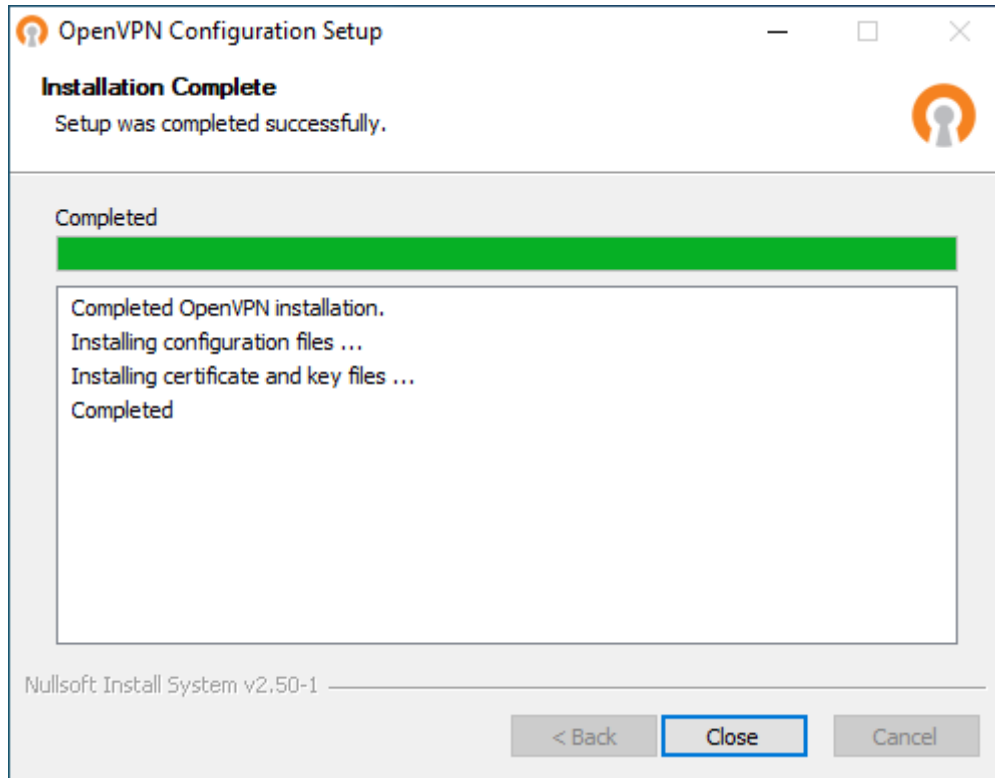 OpenVPN Configuration Setup
Installation Complete
Setup was completed successfully.
Completed
Completed OpenVPN installation.
Installing configuration files ...
Installing certificate and key files ...
Completed
Nullsoft Install System v2.50-1
< Back
Close
Cancel